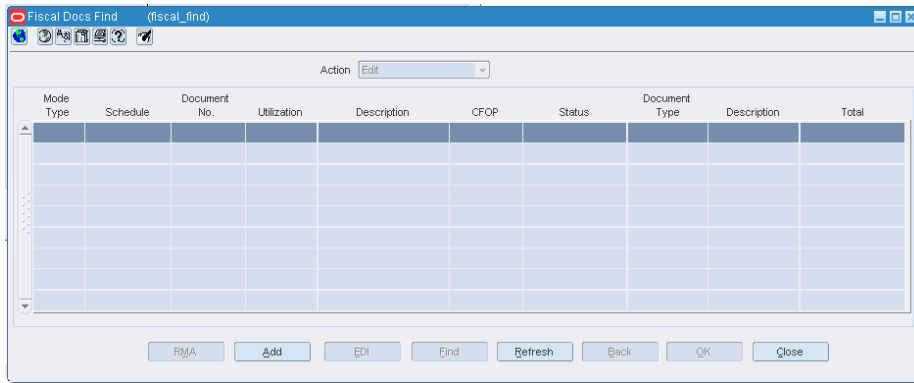 Fiscal Docs Find (fiscal_find)
Action Edit
Mode Type Schedule Document No. Utilization Description CFOP Status Document Type Description Total
RMA Add EDI Find Refresh Back OK Close